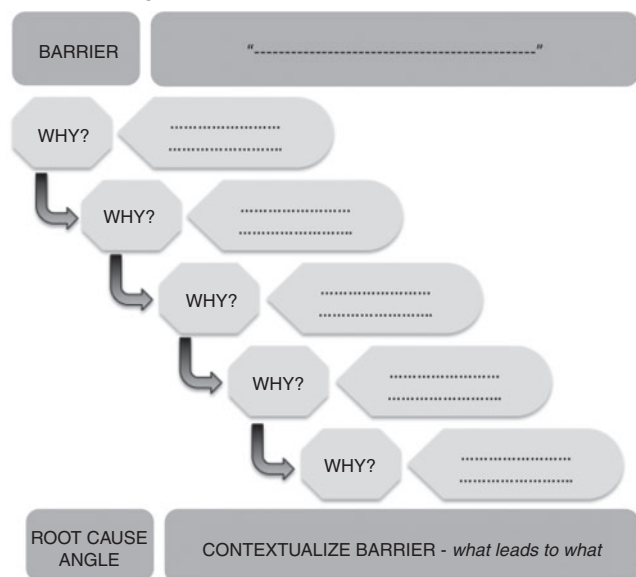 BARRIER
"-----------------------------------------------"
WHY?
........................
........................
WHY?
........................
........................
WHY?
........................
........................
WHY?
........................
........................
WHY?
........................
........................
ROOT CAUSE
ANGLE
CONTEXTUALIZE BARRIER - what leads to what